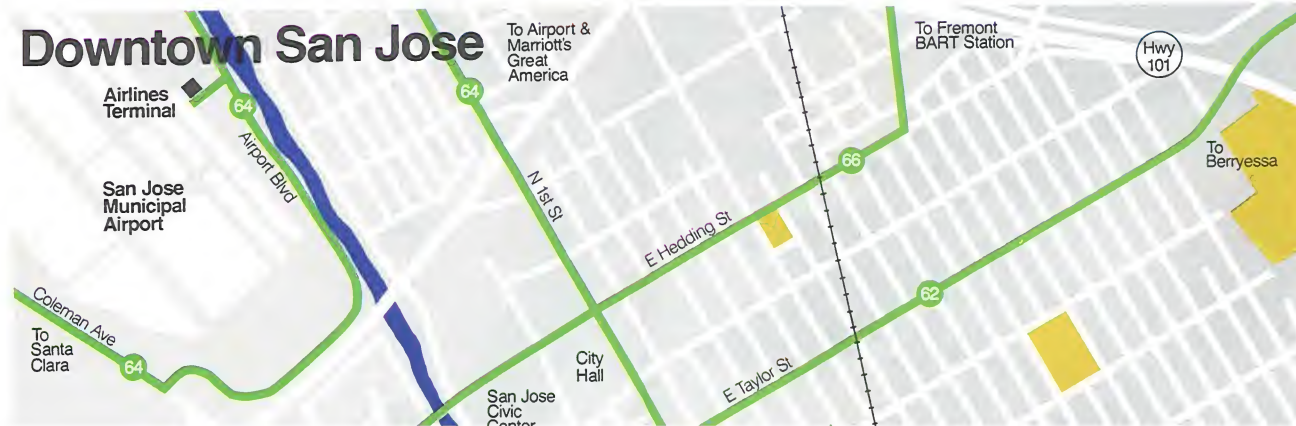 Downtown San Jose
Airlines
Terminal
64
Airport Blvd
San Jose
Municipal
Airport
Coleman Ave
To
Santa
Clara
64
64
To Airport &
Marriott's
Great
America
N 1st St
E Hedding St
66
To Fremont
BART Station
Hwy
101
To
Berryessa
62
E Taylor St
City
Hall
San Jose
Civic
Center